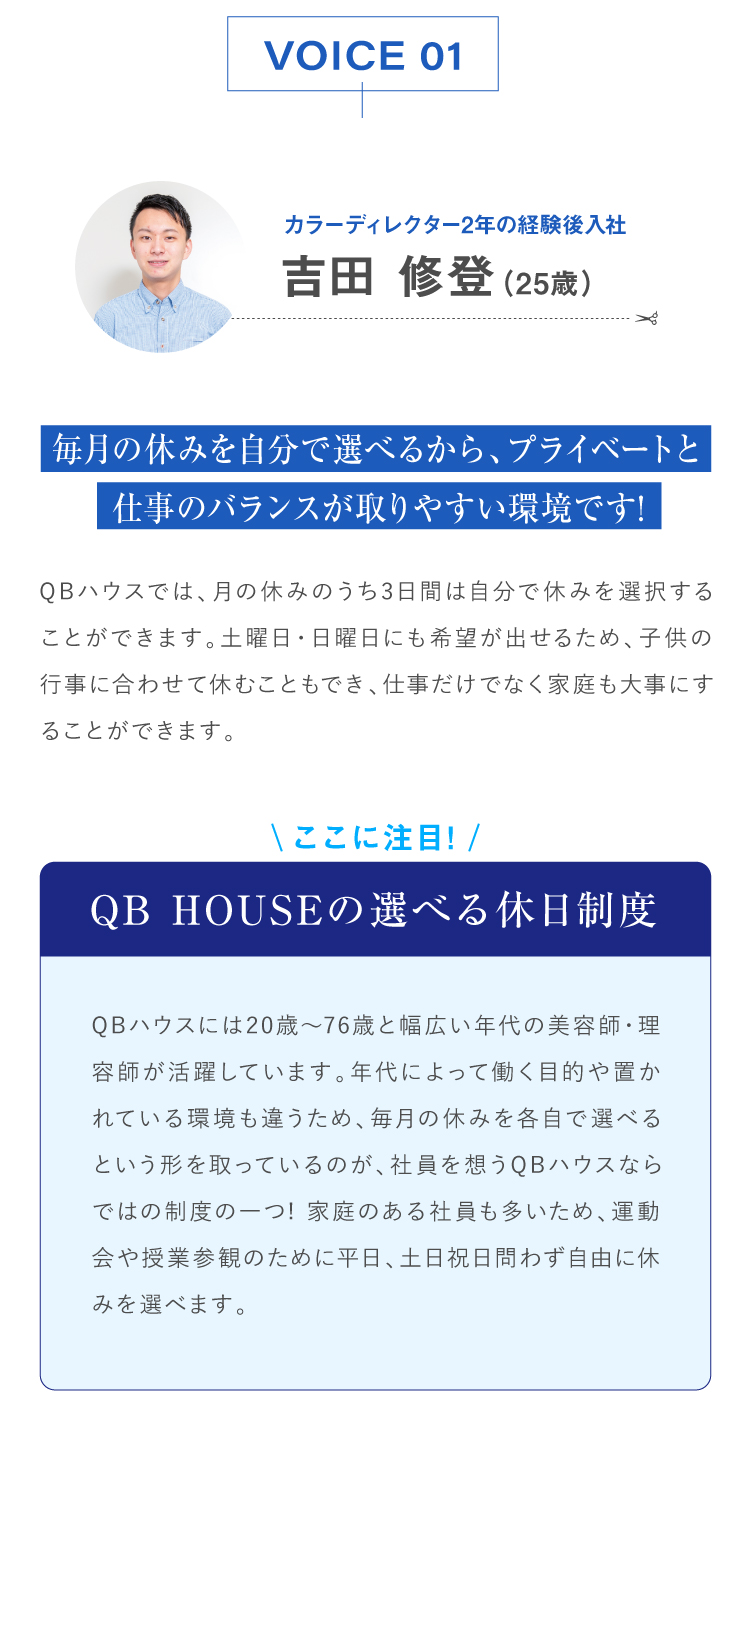 VOICE 01
カラーディレクター2年の経験後入社
吉田 修登（25歳）
毎月の休みを自分で選べるから、プライベートと
仕事のバランスが取りやすい環境です!
QBハウスでは、月の休みのうち3日間は自分で休みを選択する
ことができます。土曜日・日曜日にも希望が出せるため、子供の
行事に合わせて休むこともでき、仕事だけでなく家庭も大事にす
ることができます。
\ ここに注目! /
QB HOUSEの選べる休日制度
QBハウスには20歳〜76歳と幅広い年代の美容師・理
容師が活躍しています。年代によって働く目的や置か
れている環境も違うため、毎月の休みを各自で選べる
という形を取っているのが、社員を想うQBハウスなら
ではの制度の一つ! 家庭のある社員も多いため、運動
会や授業参観のために平日、土日祝日問わず自由に休
みを選べます。